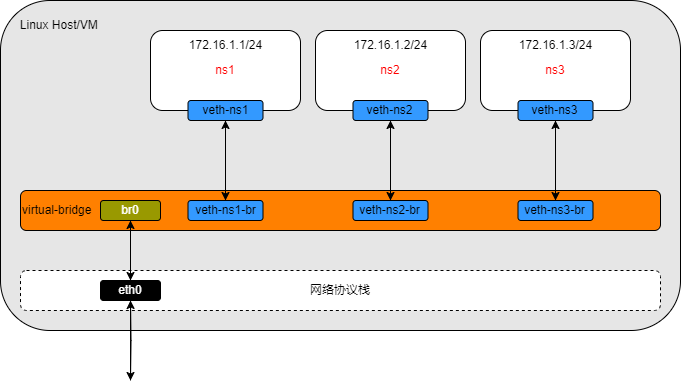 Linux Host/VM
172.16.1.1/24
172.16.1.2/24
172.16.1.3/24
ns1
ns2
ns3
veth-ns1
veth-ns2
veth-ns3
virtual-bridge
br0
veth-ns1-br
veth-ns2-br
veth-ns3-br
eth0
网络协议栈